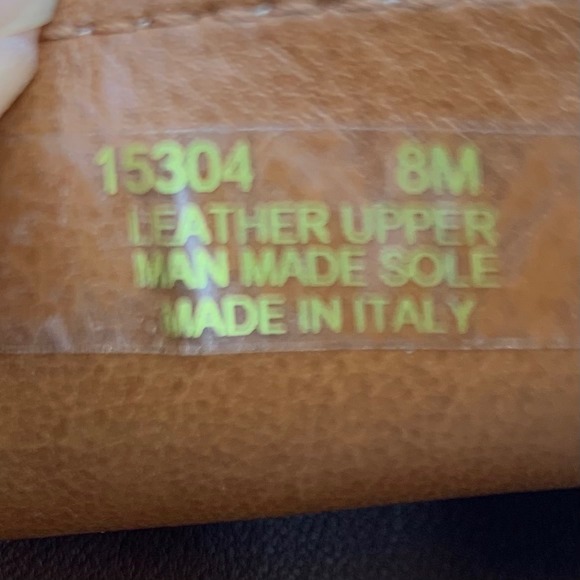 15304 8M
LEATHER UPPER
MAN MADE SOLE
MADE IN ITALY